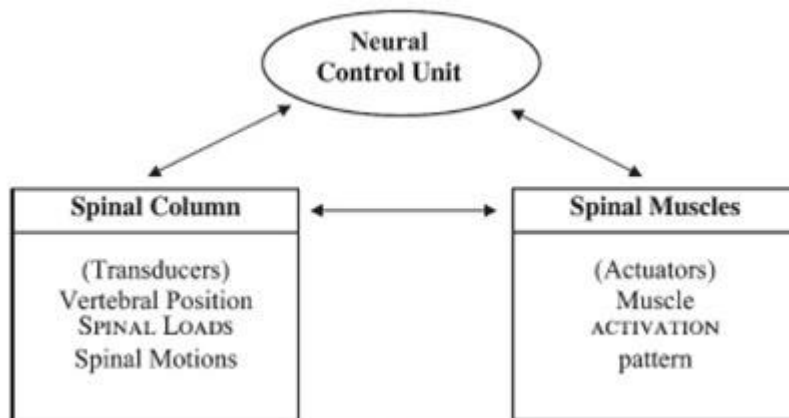 Neural
Control Unit
Spinal Column
(Transducers)
Vertebral Position
SPINAL LOADS
Spinal Motions
Spinal Muscles
(Actuators)
Muscle
ACTIVATION
pattern